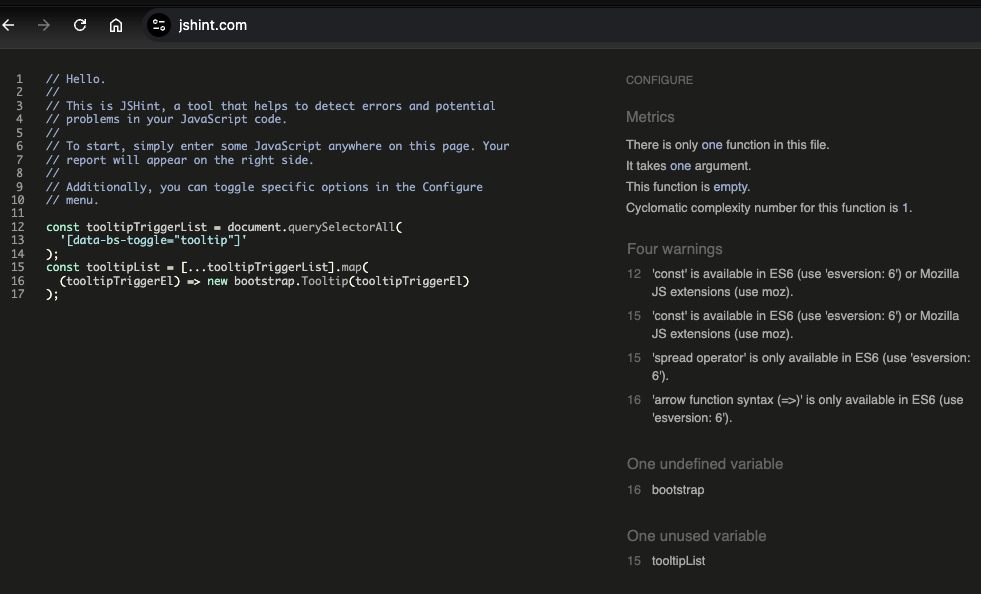 jshint.com
1 // Hello.
2 //
3 // This is JSHint, a tool that helps to detect errors and potential
4 // problems in your JavaScript code.
5 //
6 // To start, simply enter some JavaScript anywhere on this page. Your
7 // report will appear on the right side.
8 //
9 // Additionally, you can toggle specific options in the Configure
10 // menu.
11
12 const tooltipTriggerList = document.querySelectorAll(
13 '[data-bs-toggle="tooltip"]'
14 );
15 const tooltipList = [...tooltipTriggerList].map(
16 (tooltipTriggerEl) => new bootstrap.Tooltip(tooltipTriggerEl)
17 );
CONFIGURE
Metrics
There is only one function in this file.
It takes one argument.
This function is empty.
Cyclomatic complexity number for this function is 1.
Four warnings
12 'const' is available in ES6 (use 'esversion: 6') or Mozilla
JS extensions (use moz).
15 'const' is available in ES6 (use 'esversion: 6') or Mozilla
JS extensions (use moz).
15 'spread operator' is only available in ES6 (use 'esversion:
6').
16 'arrow function syntax (=>)' is only available in ES6 (use
'esversion: 6').
One undefined variable
16 bootstrap
One unused variable
15 tooltipList